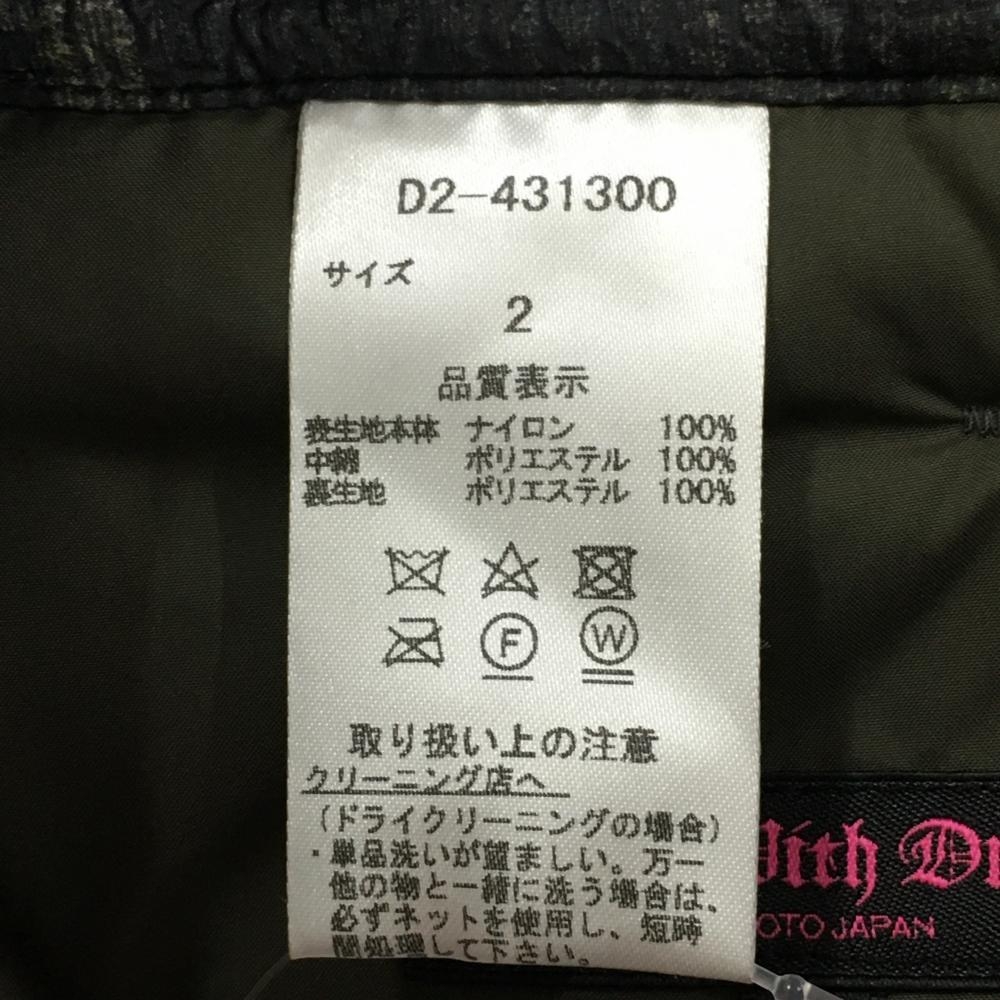 D2-431300
サイズ
2
品質表示
表生地本体 ナイロン 100%
中綿 ポリエステル 100%
裏生地 ポリエステル 100%
F W
取り扱い上の注意
クリーニング店へ
（ドライクリーニングの場合）
・単品洗いが望ましい。万一
他の物と一緒に洗う場合は、
必ずネットを使用し、短時
間処理して下さい。
With
OTO JAPAN